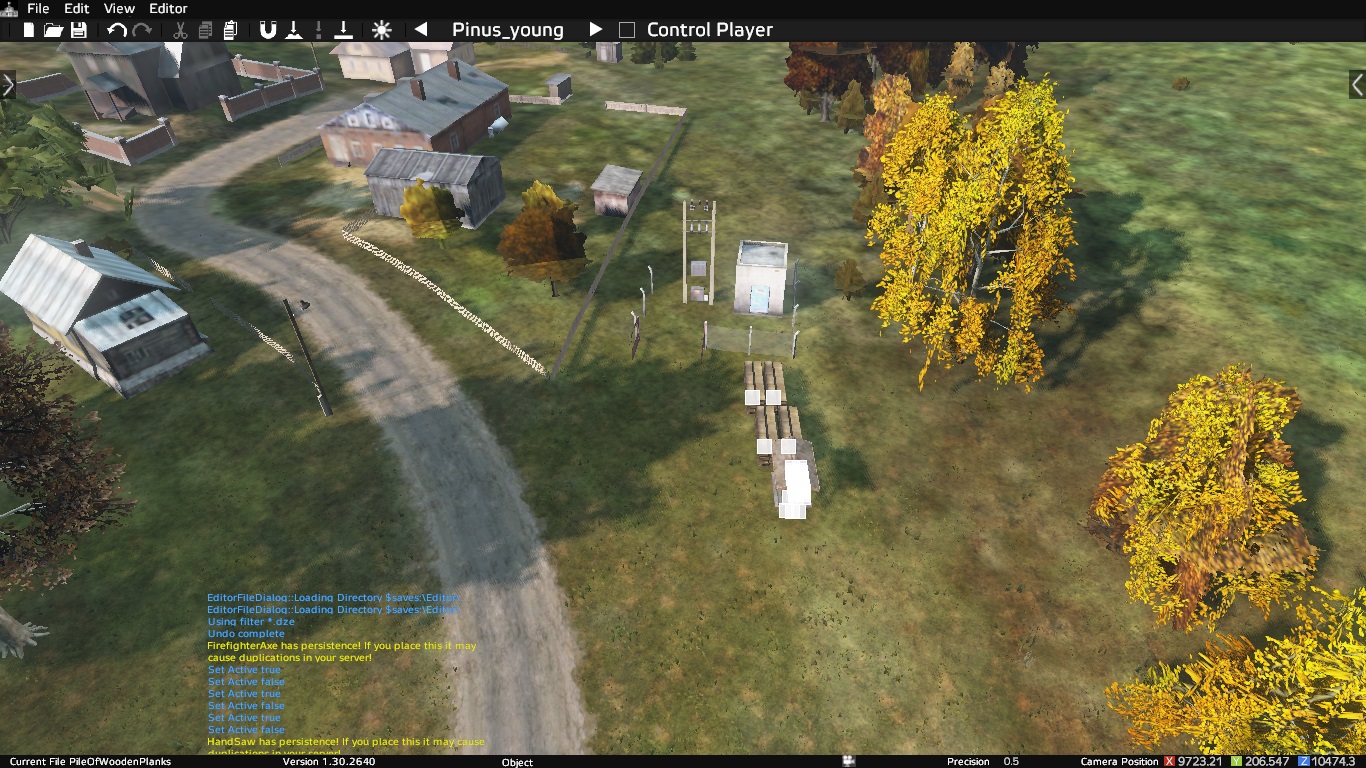 File Edit View Editor
Pinus_young Control Player
EditorFileDialog::Loading Directory $saves:\Editor
EditorFileDialog::Loading Directory $saves:\Editor
Using filter *.dze
Undo complete
FirefighterAxe has persistence! If you place this it may
cause duplications in your server!
Set Active true
Set Active false
Set Active true
Set Active false
Set Active true
Set Active false
HandSaw has persistence! If you place this it may cause
duplications in your server!
Current File PileOfWoodenPlanks Version 1.30.2640 Object Precision 0.5 Camera Position X 9723.21 Y 206.547 Z 10474.3